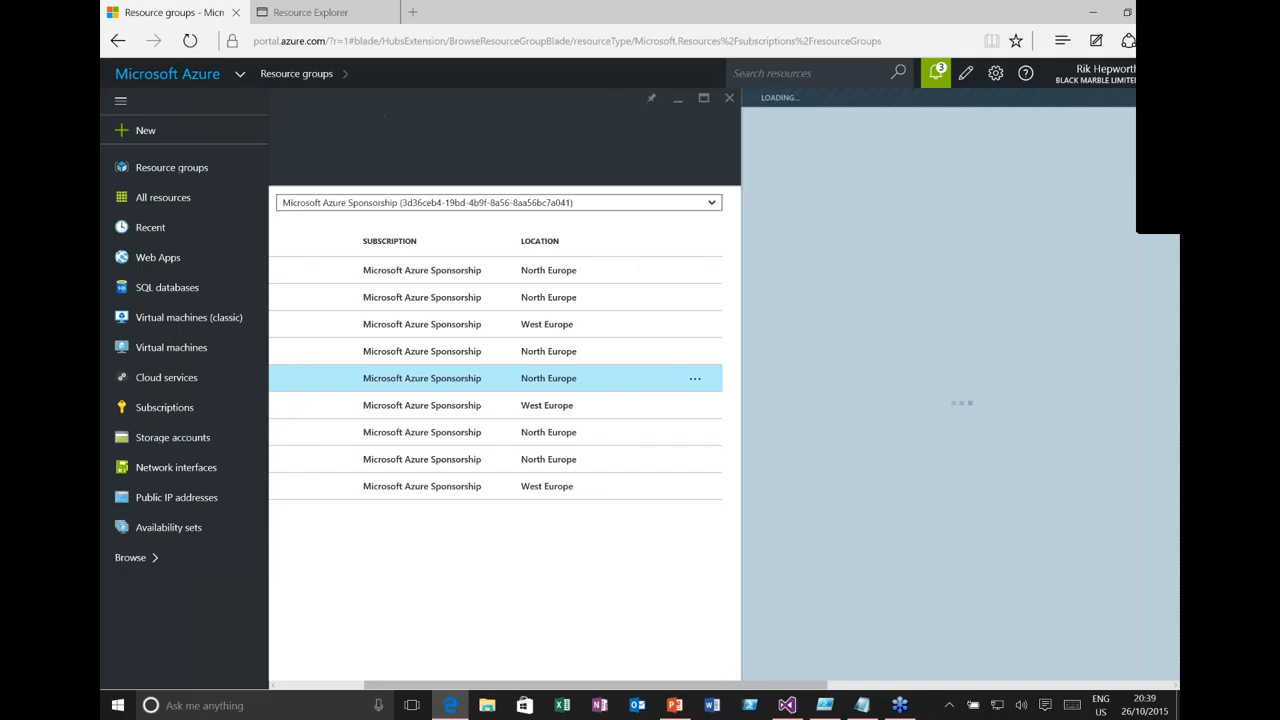 Resource groups - Micr
Resource Explorer
portal.azure.com/?r=1#blade/HubsExtension/BrowseResourceGroupBlade/resourceType/Microsoft.Resources%2Fsubscriptions%2FresourceGroups
Microsoft Azure
Resource groups
Search resources
3
Rik Hepworth
BLACK MARBLE LIMITED
LOADING...
New
Resource groups
All resources
Recent
Web Apps
SQL databases
Virtual machines (classic)
Virtual machines
Cloud services
Subscriptions
Storage accounts
Network interfaces
Public IP addresses
Availability sets
Browse
Microsoft Azure Sponsorship (3d36ceb4-19bd-4b9f-8a56-8aa56bc7a041)
SUBSCRIPTION LOCATION
Microsoft Azure Sponsorship North Europe
Microsoft Azure Sponsorship North Europe
Microsoft Azure Sponsorship West Europe
Microsoft Azure Sponsorship North Europe
Microsoft Azure Sponsorship North Europe ...
Microsoft Azure Sponsorship West Europe
Microsoft Azure Sponsorship North Europe
Microsoft Azure Sponsorship North Europe
Microsoft Azure Sponsorship West Europe
Ask me anything
ENG
US
20:39
26/10/2015